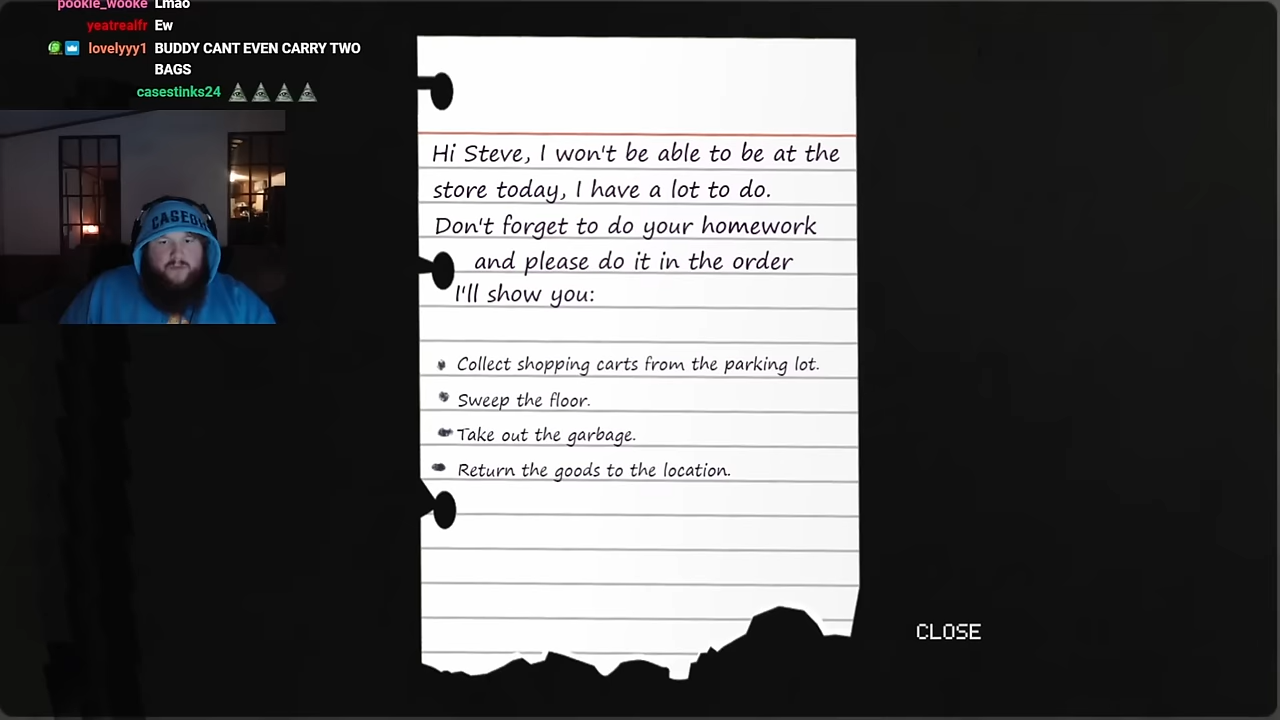 pookie_wooke Lmao
yeatrealfr Ew
lovelyyy1 BUDDY CANT EVEN CARRY TWO
BAGS
casestinks24
CASEOH
Hi Steve, I won't be able to be at the
store today, I have a lot to do.
Don't forget to do your homework
and please do it in the order
I'll show you:
Collect shopping carts from the parking lot.
Sweep the floor.
Take out the garbage.
Return the goods to the location.
CLOSE